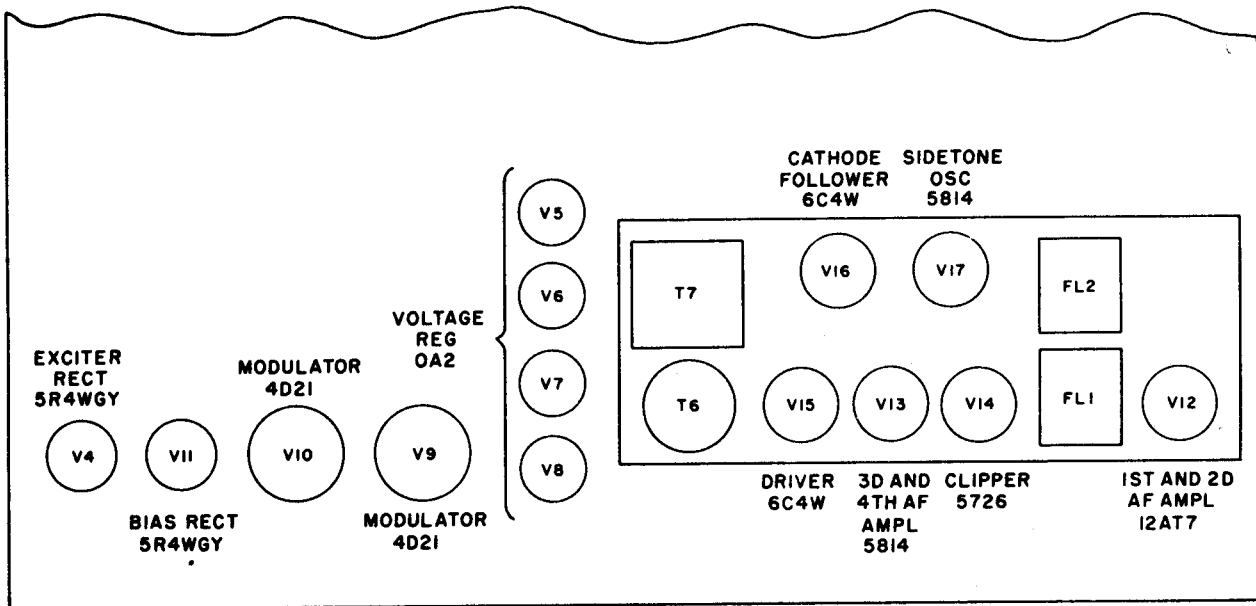 CATHODE
FOLLOWER
6C4W
SIDETONE
OSC
5814
V5
V6
V7
V8
VOLTAGE
REG
OA2
T7
V16
V17
FL2
EXCITER
RECT
5R4WGY
MODULATOR
4D21
V4
V11
V10
V9
BIAS RECT
5R4WGY
MODULATOR
4D21
T6
V15
V13
V14
FL1
V12
DRIVER
6C4W
3D AND
4TH AF
AMPL
5814
CLIPPER
5726
1ST AND 2D
AF AMPL
12AT7